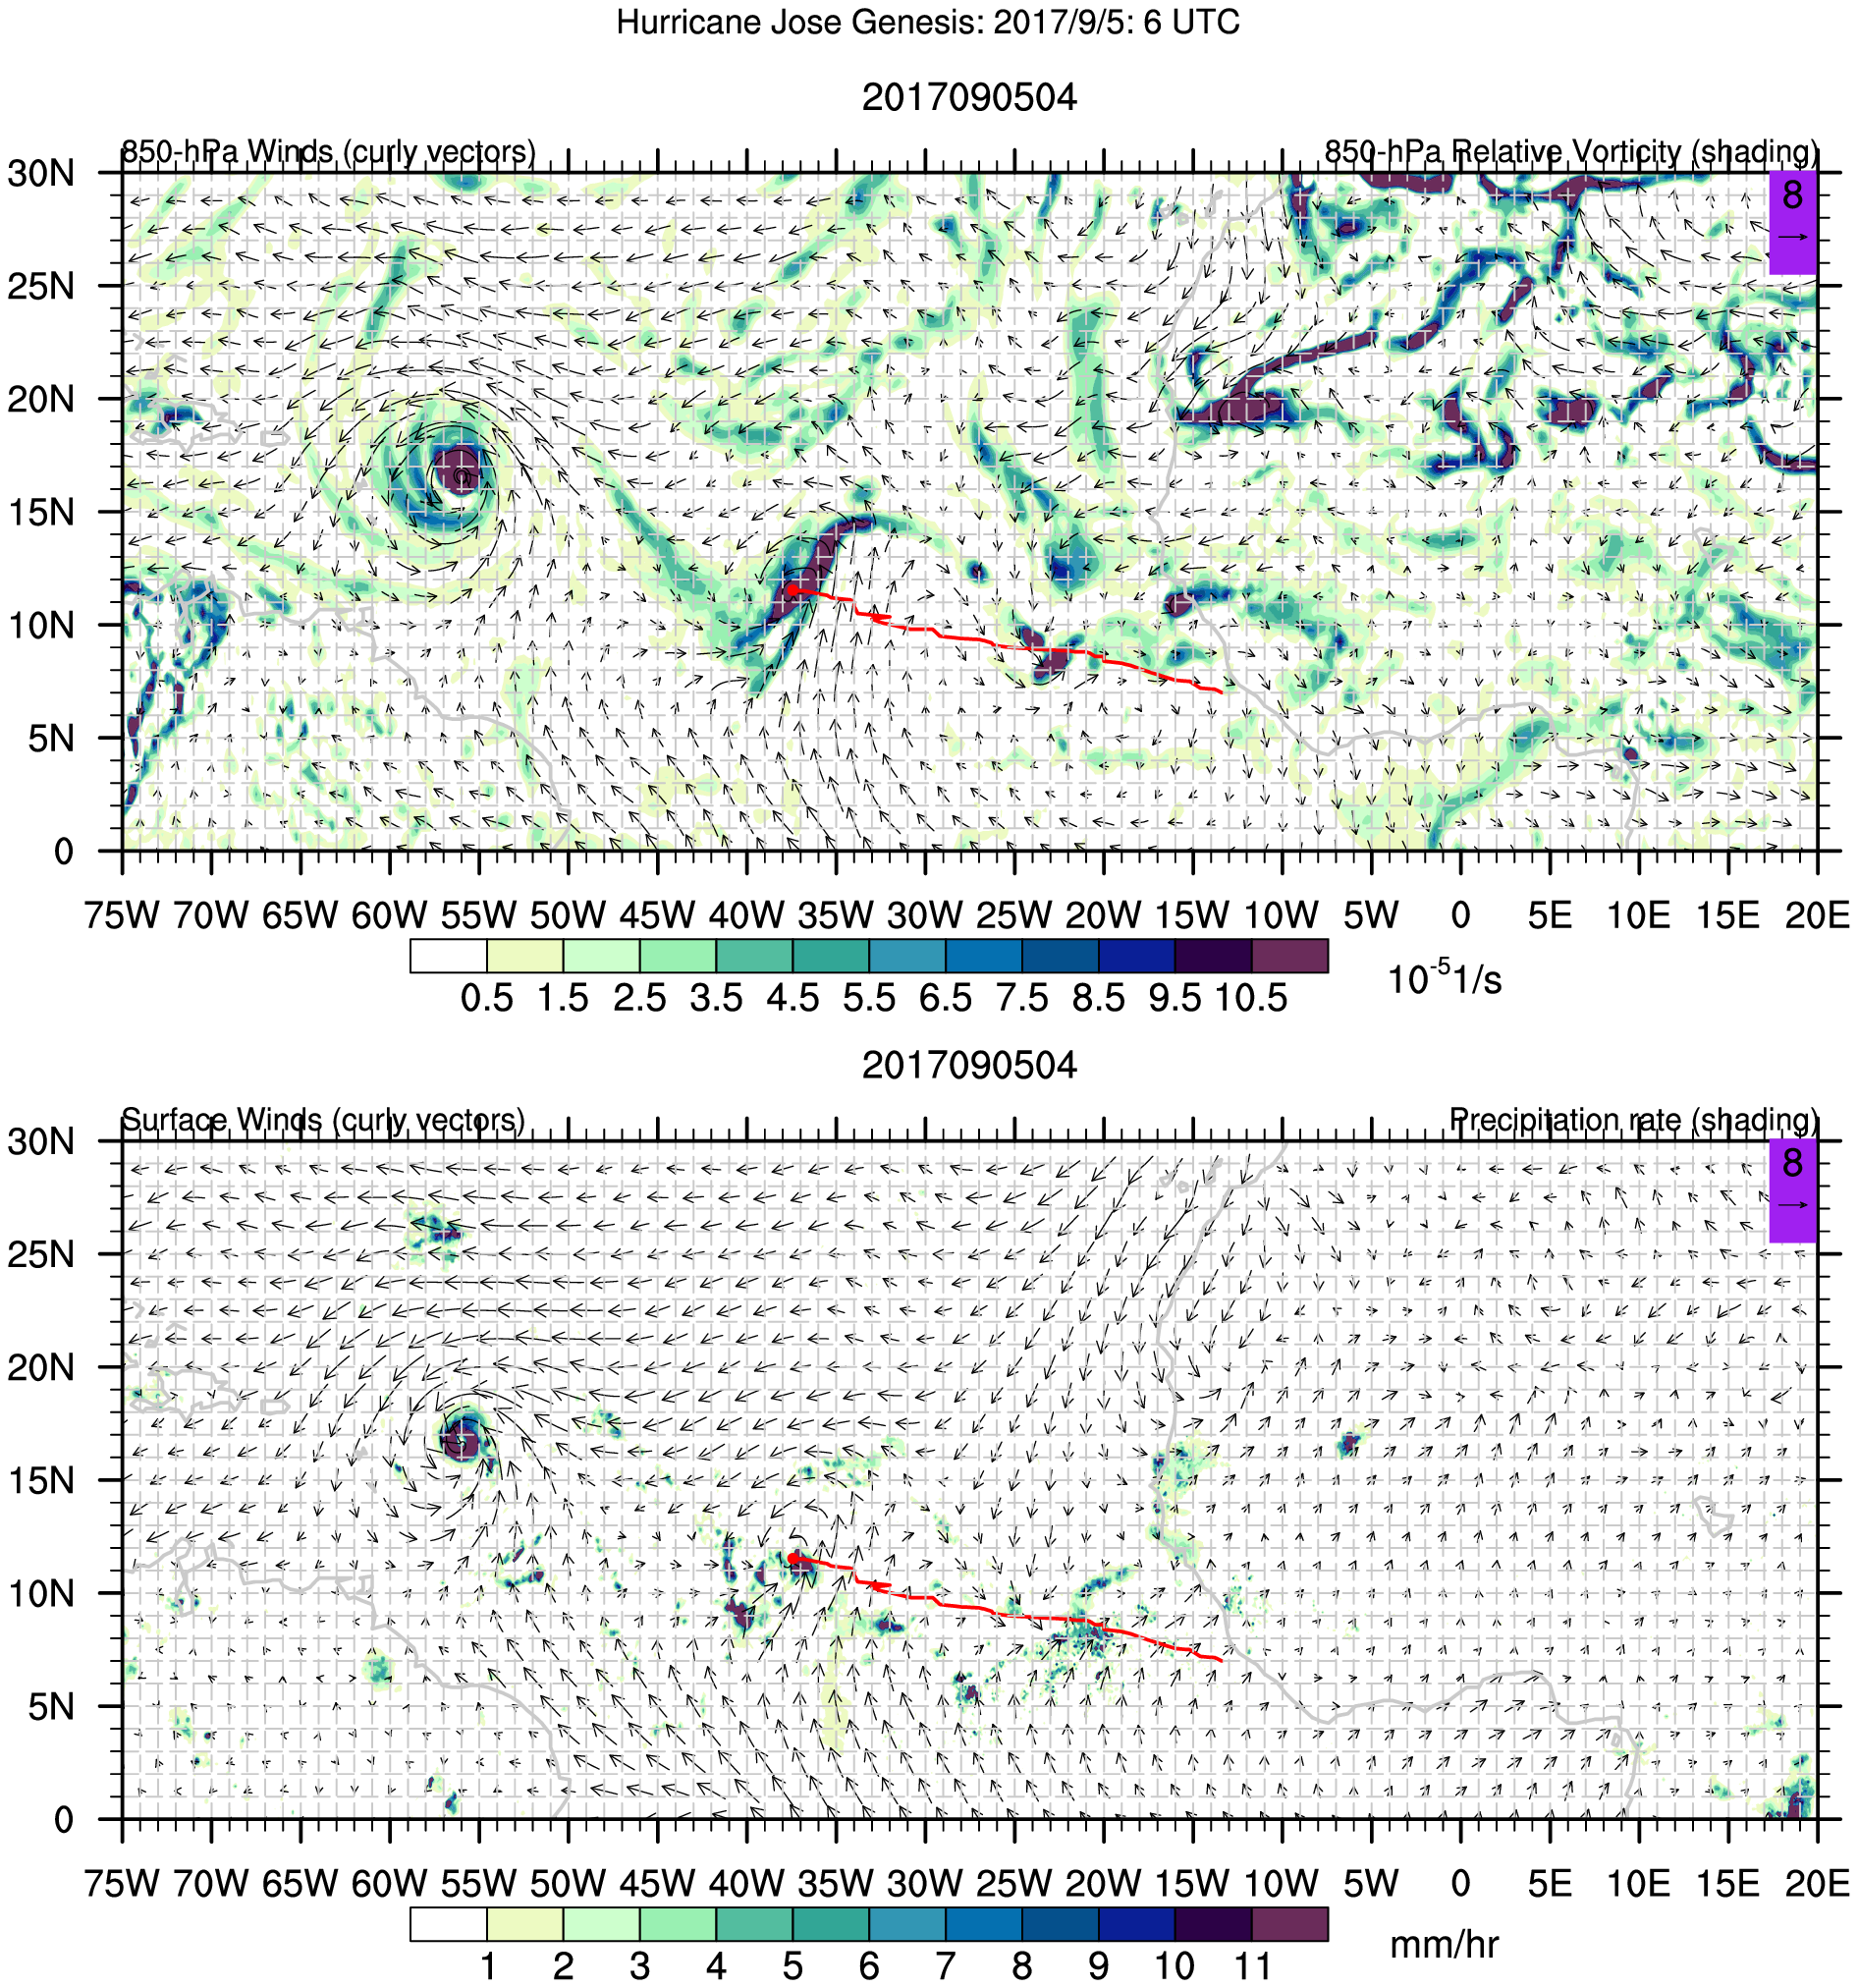 Hurricane Jose Genesis: 2017/9/5: 6 UTC
2017090504
850-hPa Winds (curly vectors) 850-hPa Relative Vorticity (shading)
30N
8
25N
20N
15N
10N
5N
0
75W 70W 65W 60W 55W 50W 45W 40W 35W 30W 25W 20W 15W 10W 5W 0 5E 10E 15E 20E
0.5 1.5 2.5 3.5 4.5 5.5 6.5 7.5 8.5 9.5 10.5
10⁻⁵1/s
2017090504
Surface Winds (curly vectors) Precipitation rate (shading)
30N
8
25N
20N
15N
10N
5N
0
75W 70W 65W 60W 55W 50W 45W 40W 35W 30W 25W 20W 15W 10W 5W 0 5E 10E 15E 20E
1 2 3 4 5 6 7 8 9 10 11
mm/hr